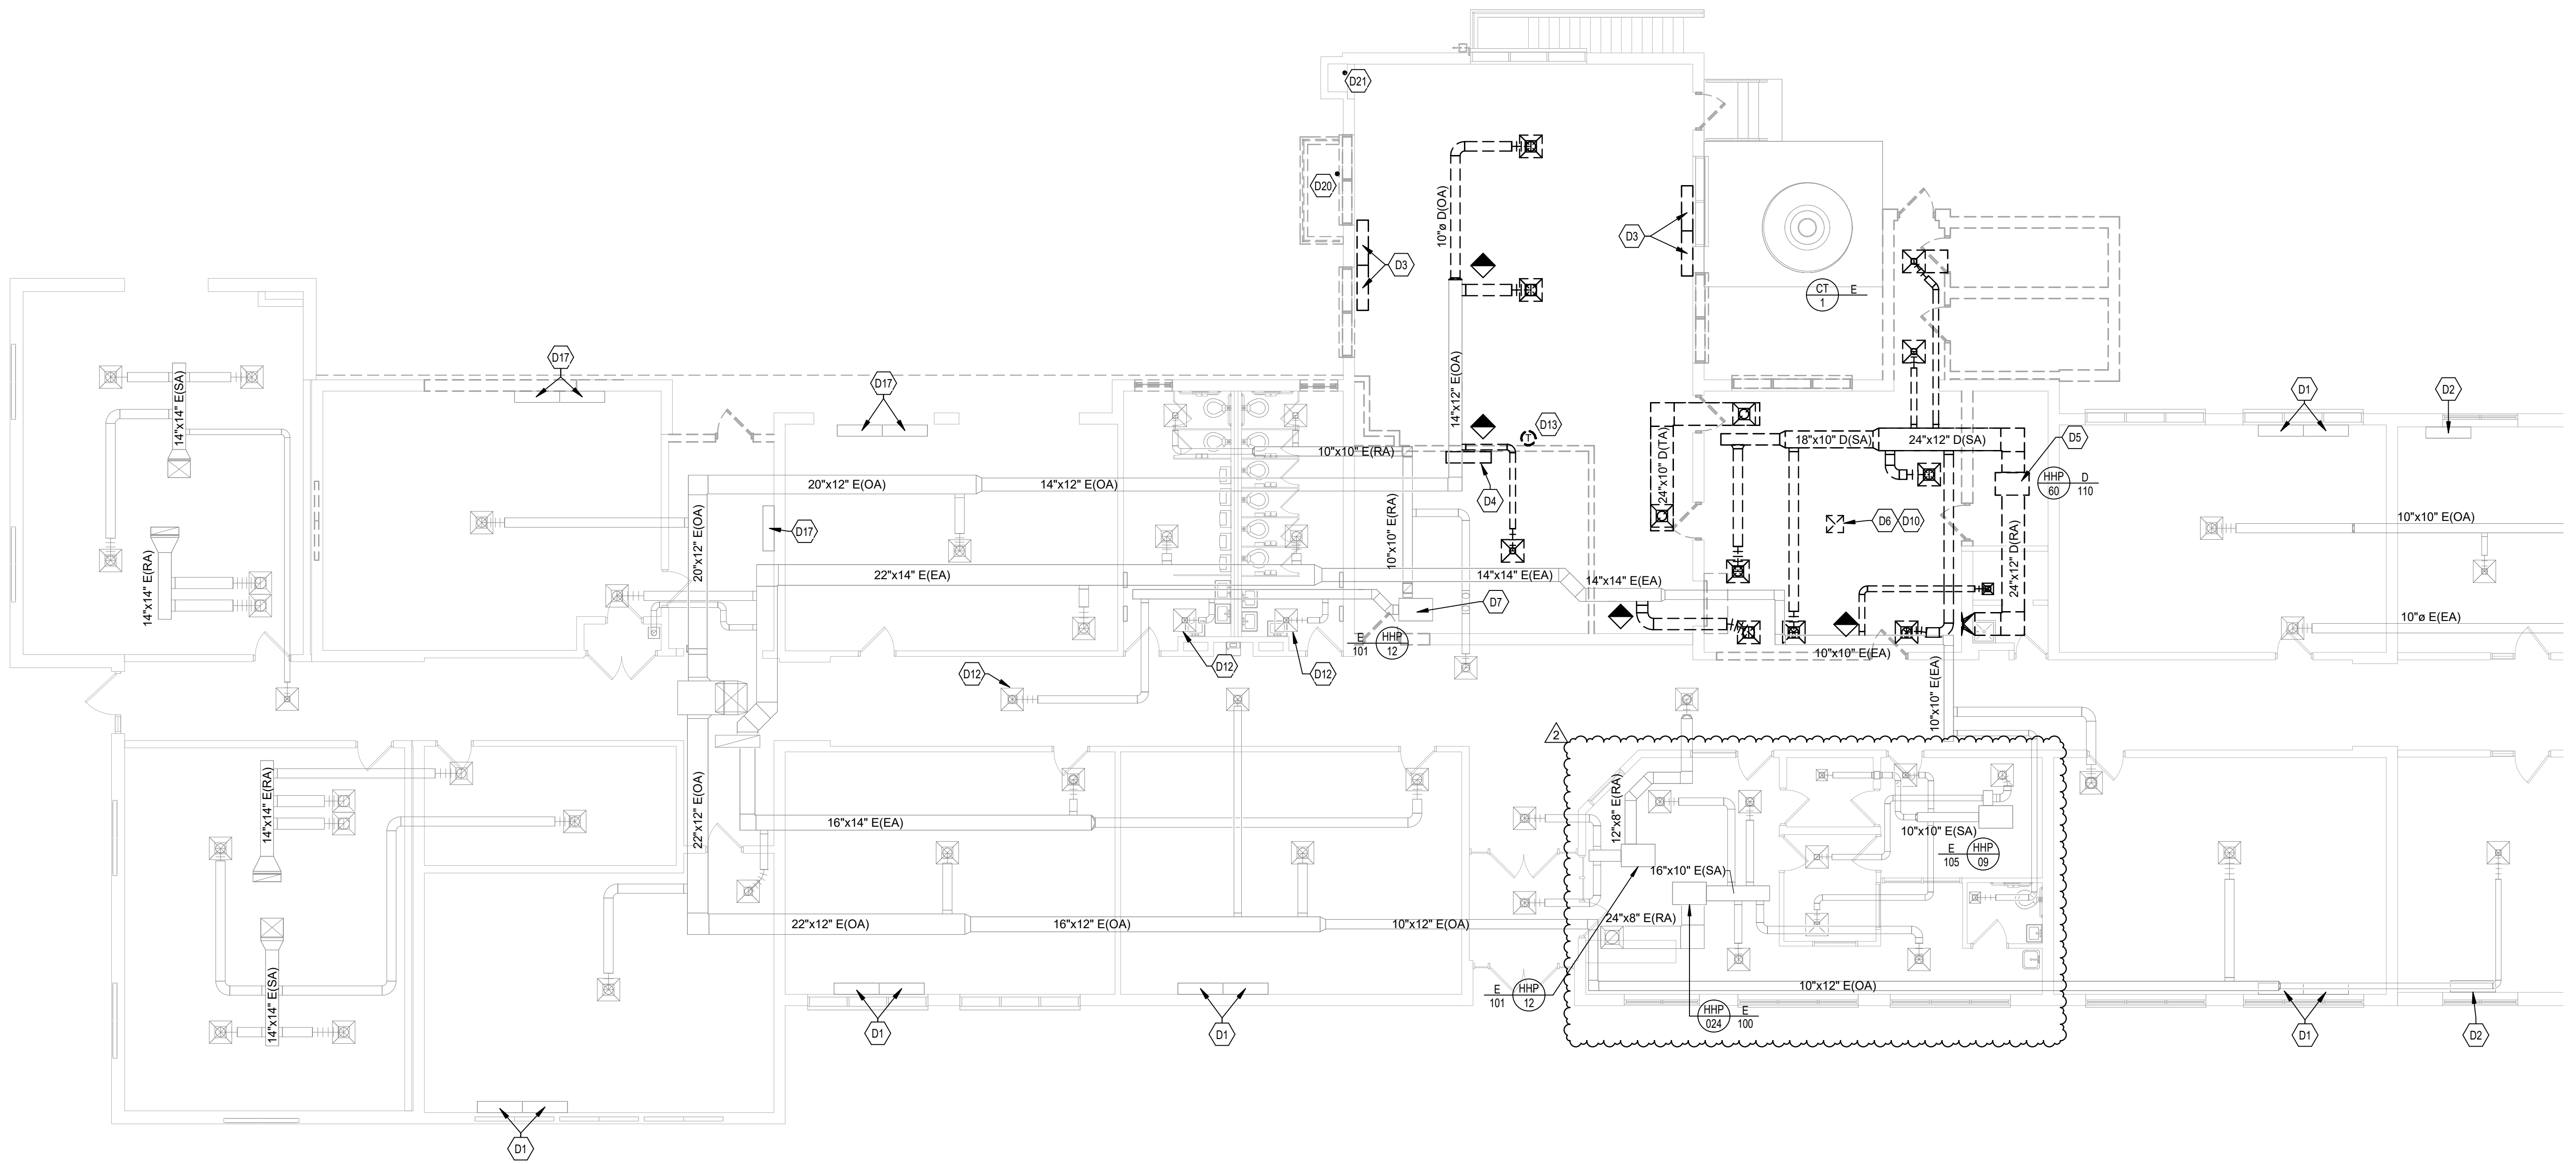 D21
D20
10"ø D(OA)
D3
D3
CT
1
E
D17
D17
14"x14" E(SA)
14"x12" E(OA)
D1
D2
D13
10"x10" E(RA)
24"x10" D(TA)
18"x10" D(SA)
24"x12" D(SA)
D5
HHP
60
D
110
20"x12" E(OA)
14"x12" E(OA)
D4
D17
10"x10" E(RA)
D6
D10
10"x10" E(OA)
14"x14" E(RA)
20"x12" E(OA)
22"x14" E(EA)
14"x14" E(EA)
14"x14" E(EA)
24"x12" D(RA)
D7
T
10"ø E(EA)
E
101
HHP
12
10"x10" E(EA)
D12
D12
D12
10"x10" E(EA)
2
14"x14" E(RA)
22"x12" E(OA)
16"x14" E(EA)
12"x8" E(RA)
10"x10" E(SA)
E
105
HHP
09
16"x10" E(SA)
22"x12" E(OA)
16"x12" E(OA)
10"x12" E(OA)
24"x8" E(RA)
14"x14" E(SA)
10"x12" E(OA)
E
101
HHP
12
HHP
024
E
100
D1
D1
D1
D2
D1